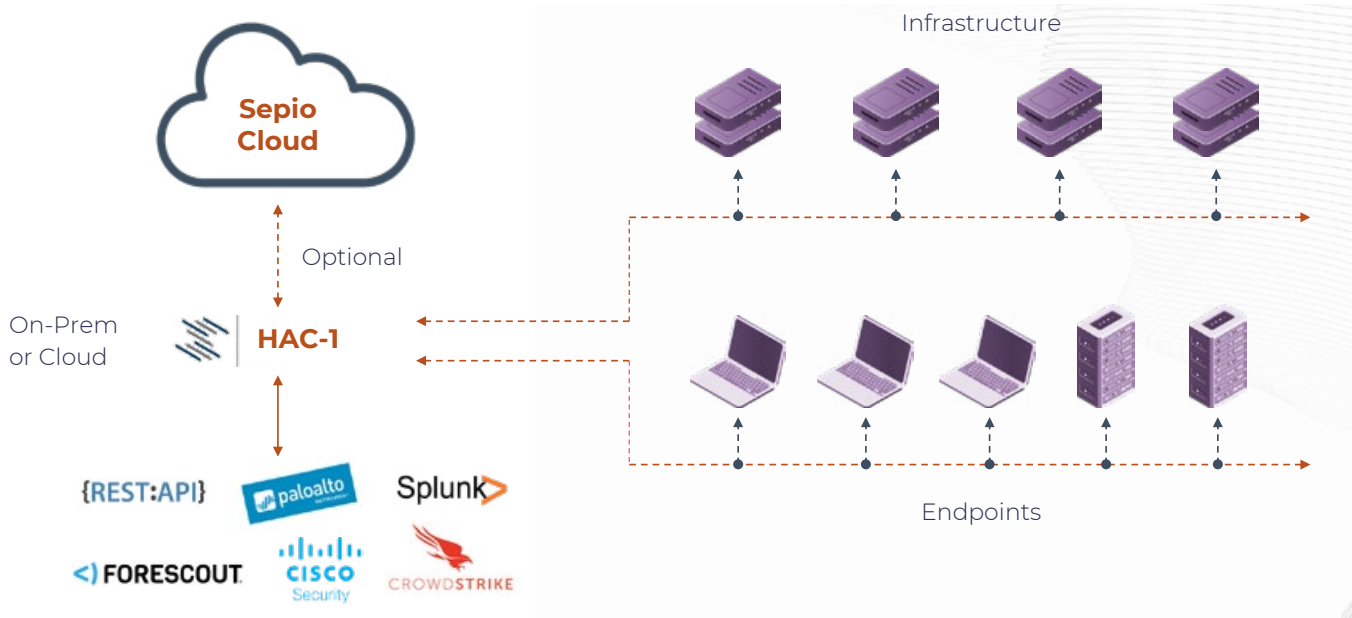 Infrastructure
Sepio
Cloud
Optional
On-Prem
or Cloud
HAC-1
{REST:API}
paloalto
NETWORKS
Splunk>
<) FORESCOUT.
CISCO
Security
CROWDSTRIKE
Endpoints